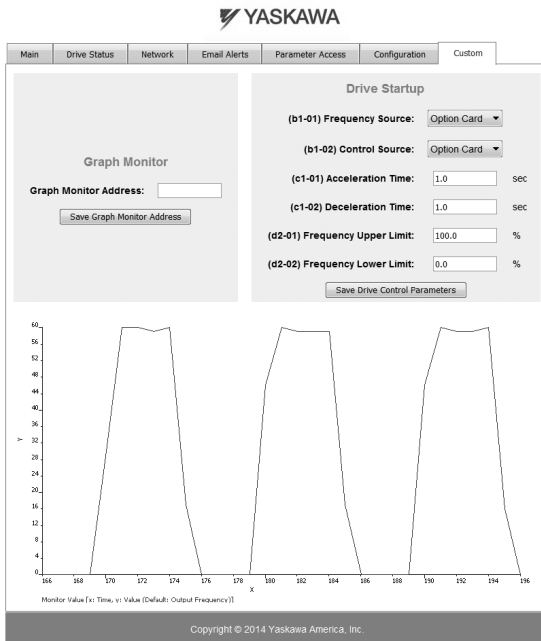 YASKAWA
Main Drive Status Network Email Alerts Parameter Access Configuration Custom
Graph Monitor
Graph Monitor Address:
Save Graph Monitor Address
Drive Startup
(b1-01) Frequency Source: Option Card
(b1-02) Control Source: Option Card
(c1-01) Acceleration Time: 1.0 sec
(c1-02) Deceleration Time: 1.0 sec
(d2-01) Frequency Upper Limit: 100.0 %
(d2-02) Frequency Lower Limit: 0.0 %
Save Drive Control Parameters
60
56
52
48
44
40
36
32
Y
28
24
20
16
12
8
4
0
166 168 170 172 174 176 178 180 182 184 186 188 190 192 194 196
X
Monitor Value [x: Time, y: Value (Default: Output Frequency)]
Copyright © 2014 Yaskawa America, Inc.